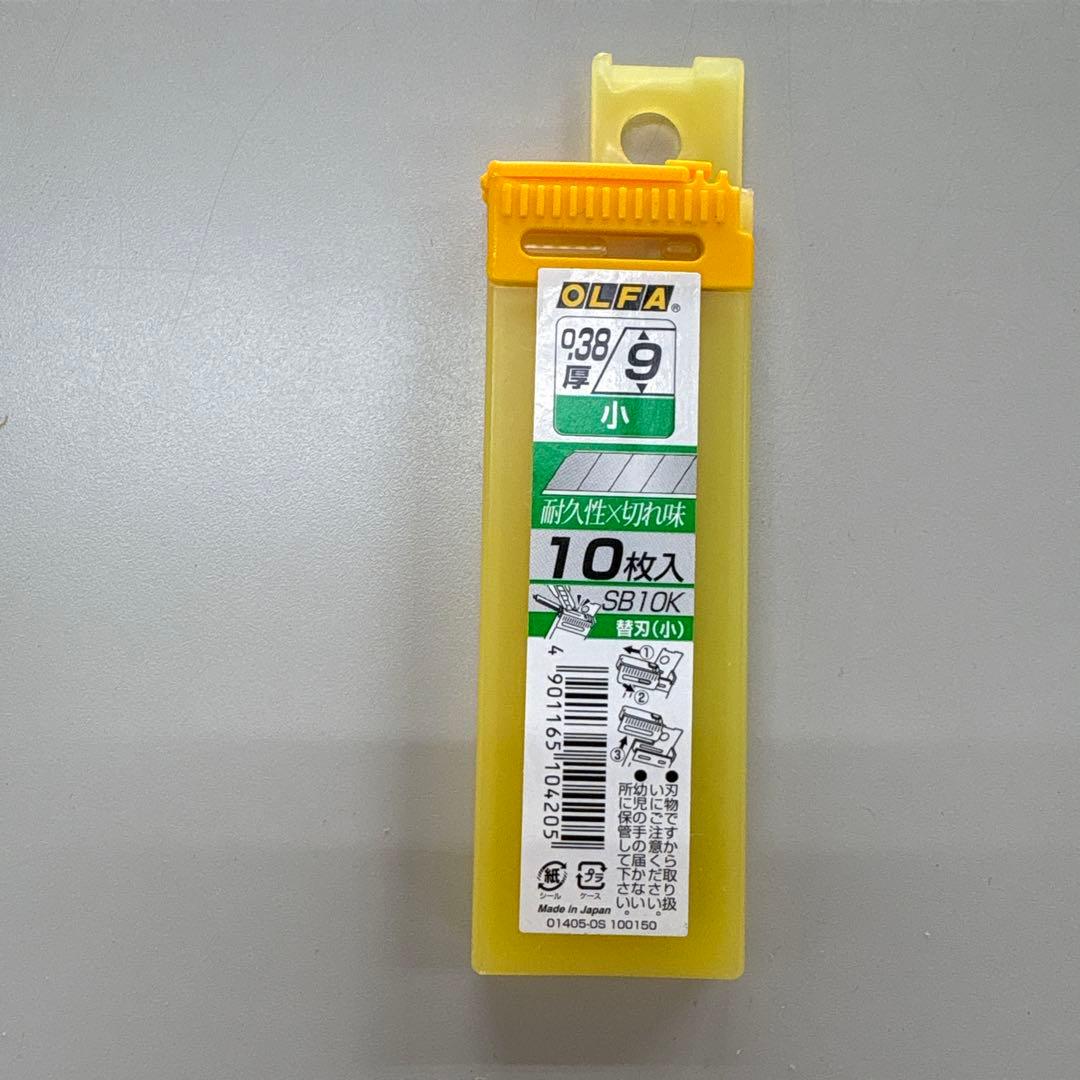 OLFA®
0.38
厚
9
小
耐久性×切れ味
10枚入
SB10K
替刃(小)
①
②
③
4 901165 104205
●刃物ですから取り扱
いにご注意ください。
●幼児の手の届かない
所に保管して下さい。
紙
シール
プラ
ケース
Made in Japan
01405-0S 100150